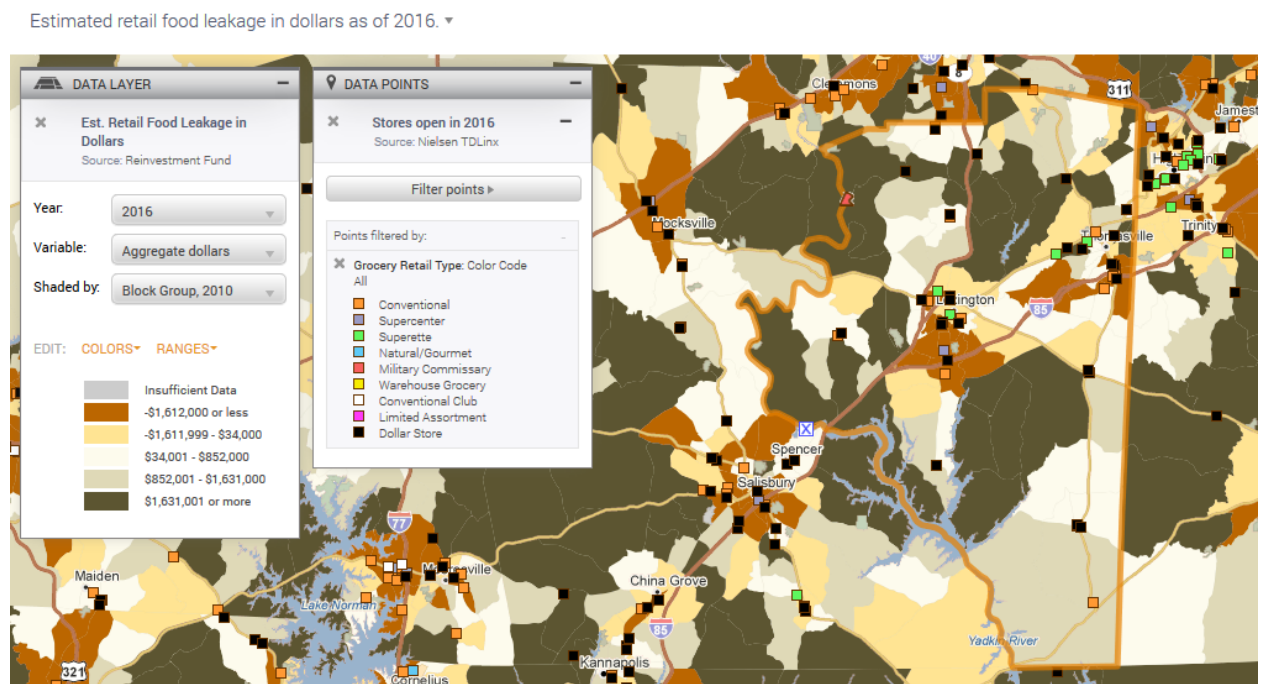 Estimated retail food leakage in dollars as of 2016.
DATA LAYER
Est. Retail Food Leakage in
Dollars
Source: Reinvestment Fund
Year:
2016
Variable:
Aggregate dollars
Shaded by:
Block Group, 2010
EDIT: COLORS RANGES
Insufficient Data
-$1,612,000 or less
-$1,611,999 - $34,000
$34,001 - $852,000
$852,001 - $1,631,000
$1,631,001 or more
DATA POINTS
Stores open in 2016
Source: Nielsen TDLinx
Filter points
Points filtered by:
Grocery Retail Type: Color Code
All
Conventional
Supercenter
Superette
Natural/Gourmet
Military Commissary
Warehouse Grocery
Conventional Club
Limited Assortment
Dollar Store
40
8
311
Jamest
Mocksville
Trinity
Thomasville
Lexington
85
Spencer
Salisbury
77
Maiden
China Grove
Lake Norman
85
Yadkin River
Kannapolis
321
Cornelius